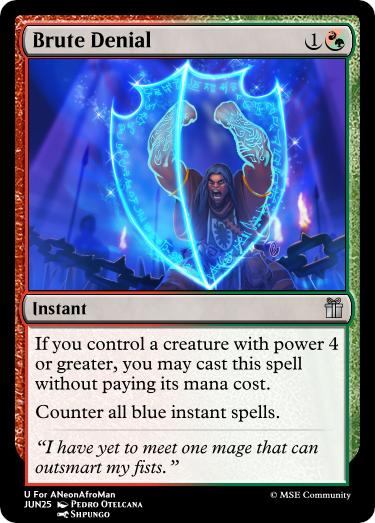 Brute Denial 1
Instant
If you control a creature with power 4
or greater, you may cast this spell
without paying its mana cost.
Counter all blue instant spells.
“I have yet to meet one mage that can
outsmart my fists.”
U For ANeonAfroMan
JUN25 Pedro Otelcana
Shpungo
© MSE Community